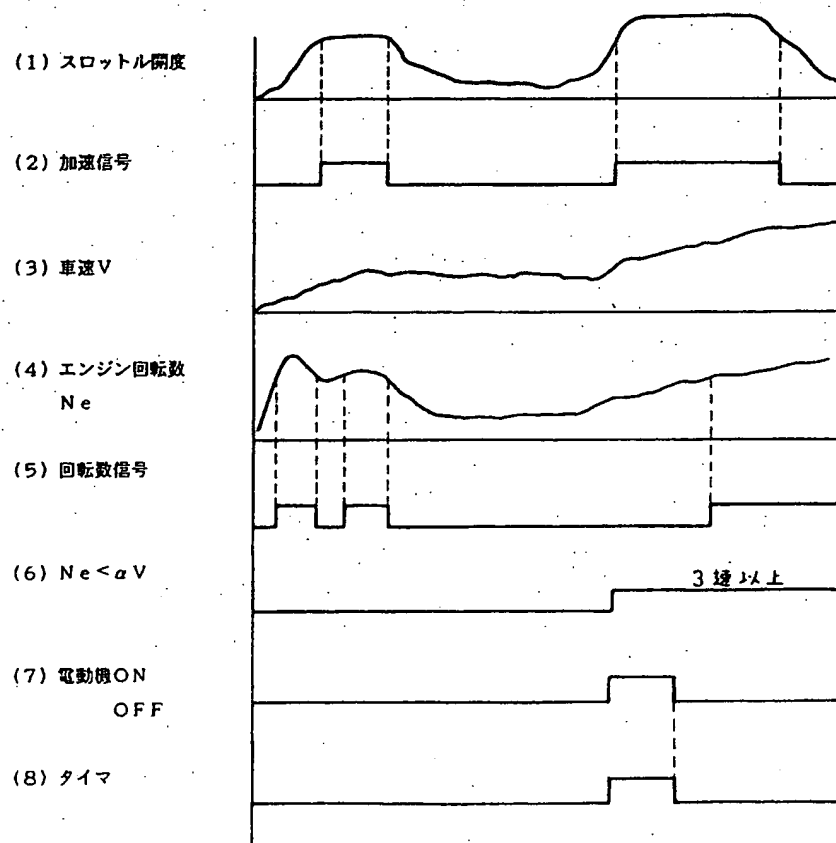 (1) スロットル開度
(2) 加速信号
(3) 車速V
(4) エンジン回転数
Ne
(5) 回転数信号
(6) Ne<αV
3速以上
(7) 電動機ON
OFF
(8) タイマ